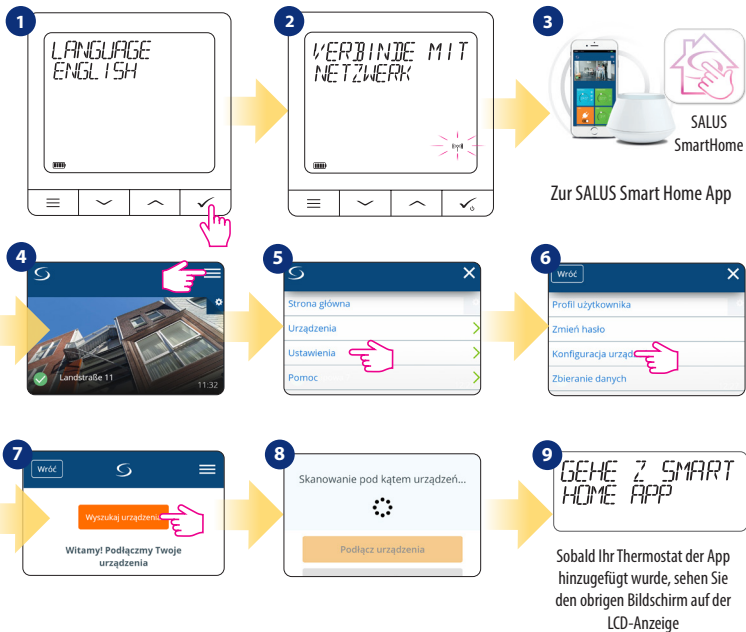 1
LANGUAGE
ENGLISH
2
VERBINDE MIT
NETZWERK
3
SALUS
SmartHome
Zur SALUS Smart Home App
4
Landstraße 11
11:32
5
Strona główna
Urządzenia
Ustawienia
Pomoc
6
Wróć
Profil użytkownika
Zmień hasło
Konfiguracja urząd
Zbieranie danych
7
Wróć
Wyszukaj urządzeni
Witamy! Podłączmy Twoje
urządzenia
8
Skanowanie pod kątem urządzeń...
Podłącz urządzenia
9
GEHE Z SMART
HOME APP
Sobald Ihr Thermostat der App
hinzugefügt wurde, sehen Sie
den obrigen Bildschirm auf der
LCD-Anzeige